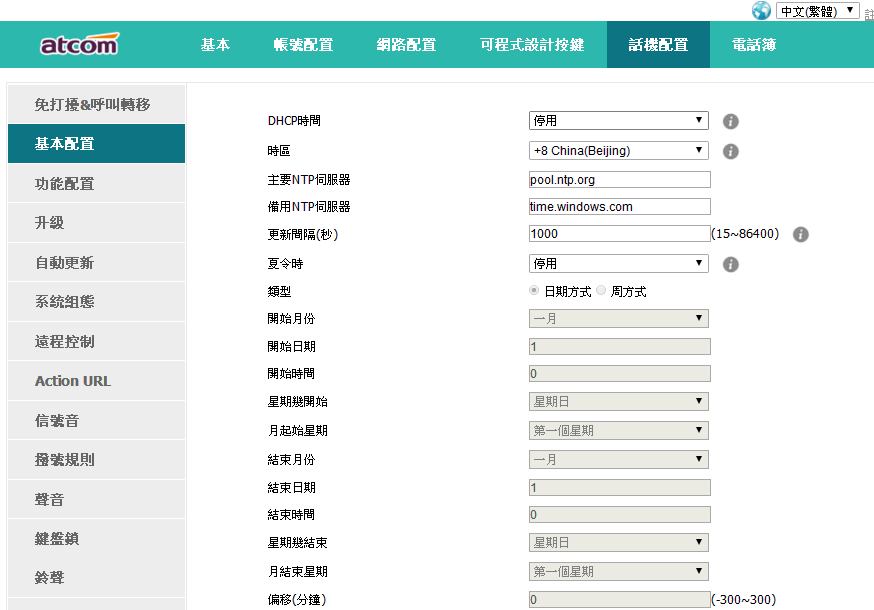 中文(繁體)
註
atcom
基本 帳號配置 網路配置 可程式設計按鍵 話機配置 電話簿
免打擾&呼叫轉移
基本配置
功能配置
升級
自動更新
系統組態
遠程控制
Action URL
信號音
撥號規則
聲音
鍵盤鎖
鈴聲
DHCP時間 停用
時區 +8 China(Beijing)
主要NTP伺服器 pool.ntp.org
備用NTP伺服器 time.windows.com
更新間隔(秒) 1000 (15~86400)
夏令時 停用
類型 日期方式 周方式
開始月份 一月
開始日期 1
開始時間 0
星期幾開始 星期日
月起始星期 第一個星期
結束月份 一月
結束日期 1
結束時間 0
星期幾結束 星期日
月結束星期 第一個星期
偏移(分鐘) 0 (-300~300)